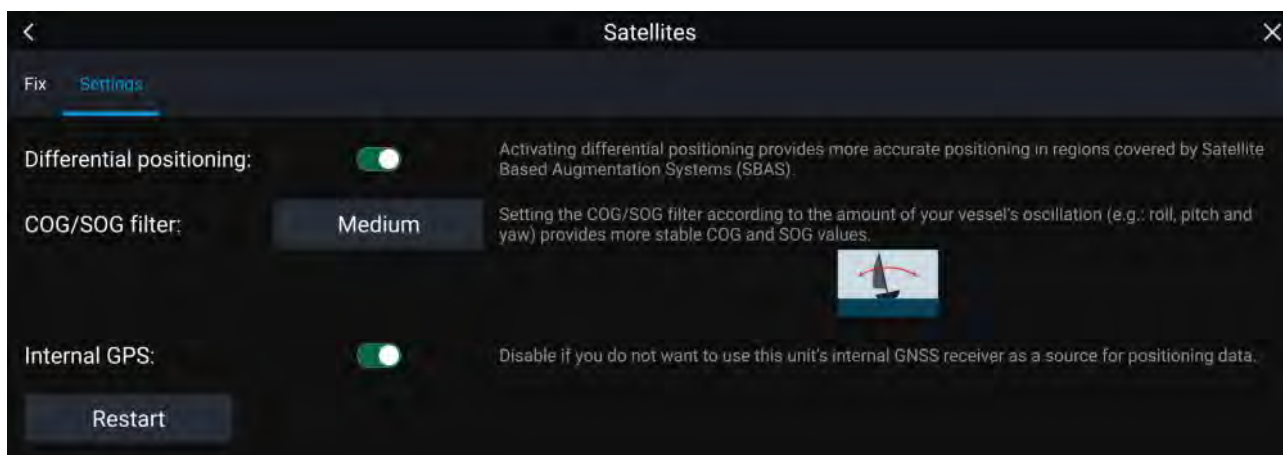 Satellites
Fix
Settings
Differential positioning:
Activating differential positioning provides more accurate positioning in regions covered by Satellite
Based Augmentation Systems (SBAS).
COG/SOG filter:
Medium
Setting the COG/SOG filter according to the amount of your vessel's oscillation (e.g.: roll, pitch and
yaw) provides more stable COG and SOG values.
Internal GPS:
Disable if you do not want to use this unit's internal GNSS receiver as a source for positioning data.
Restart